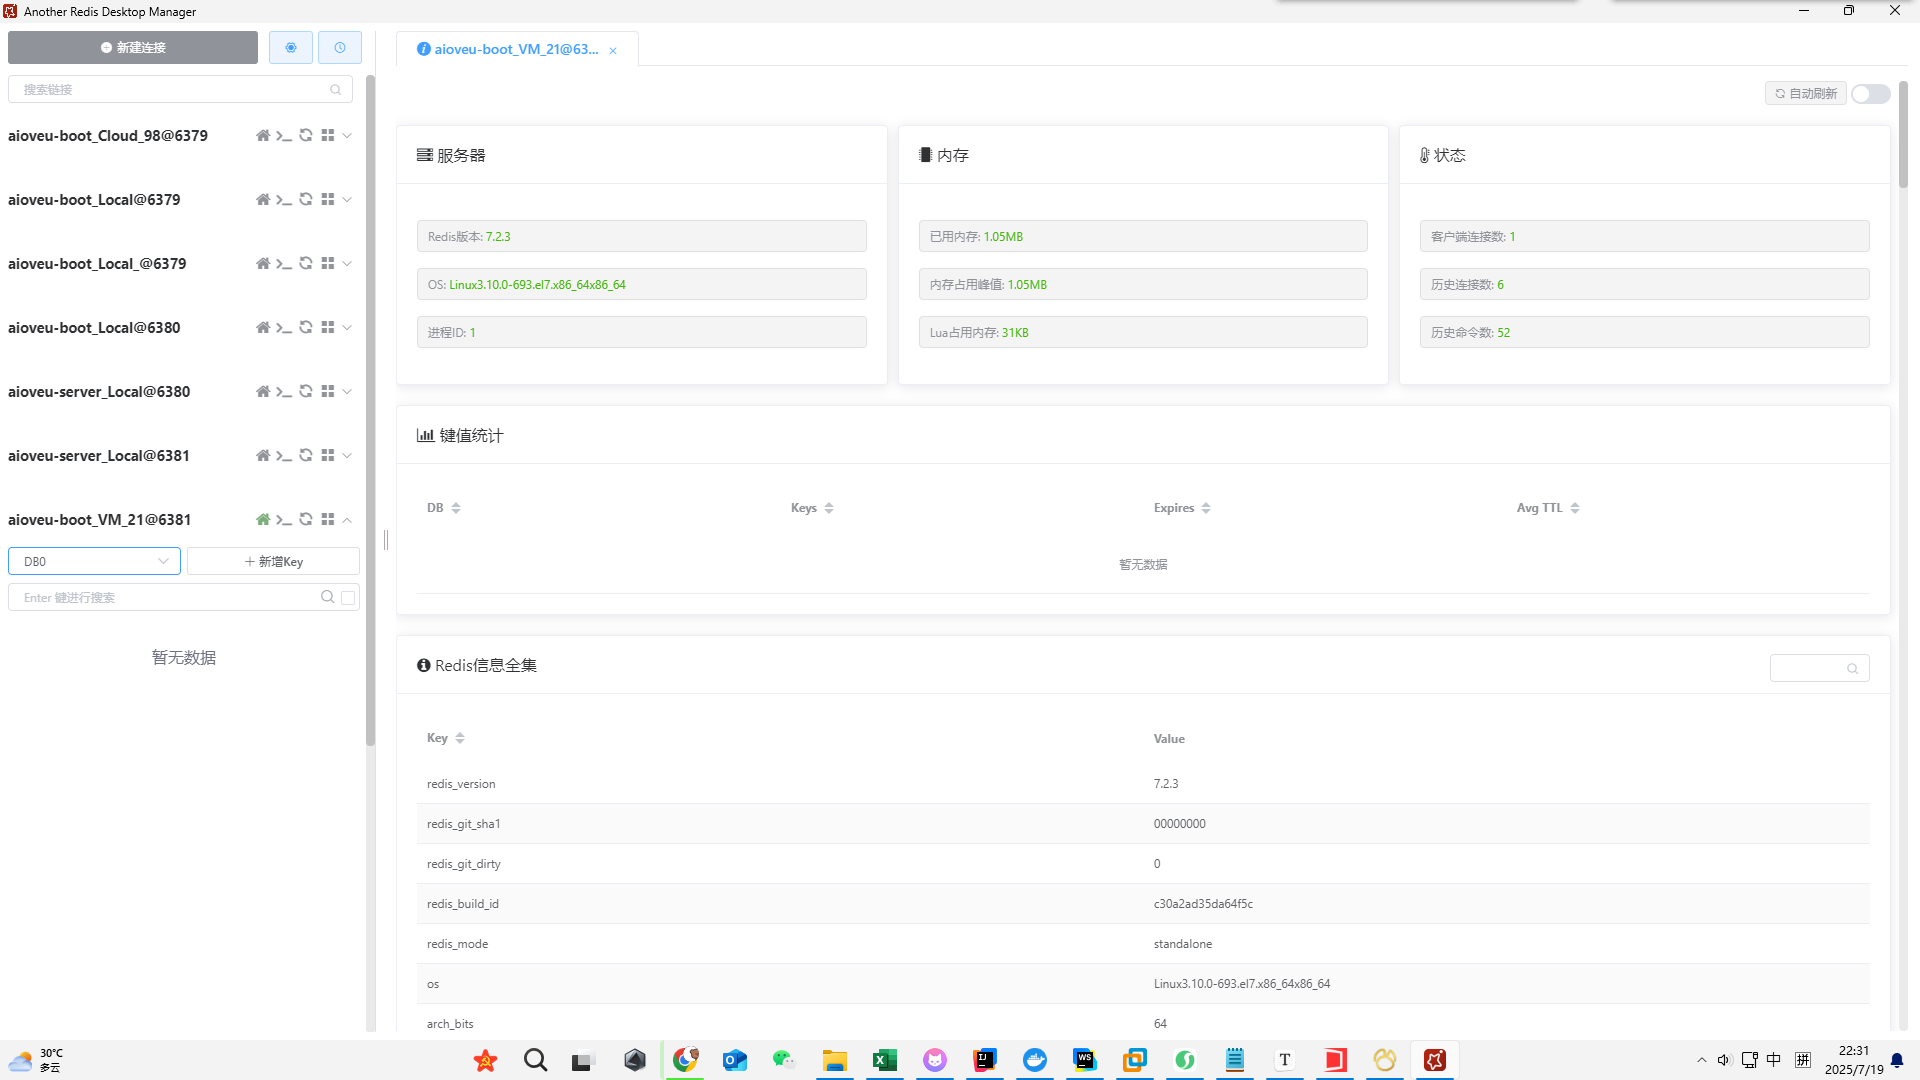 Another Redis Desktop Manager
新建连接
搜索链接
aioveu-boot_Cloud_98@6379
aioveu-boot_Local@6379
aioveu-boot_Local_@6379
aioveu-boot_Local@6380
aioveu-server_Local@6380
aioveu-server_Local@6381
aioveu-boot_VM_21@6381
DB0
新增Key
Enter 键进行搜索
暂无数据
aioveu-boot_VM_21@63...
自动刷新
服务器
Redis版本: 7.2.3
OS: Linux3.10.0-693.el7.x86_64x86_64
进程ID: 1
内存
已用内存: 1.05MB
内存占用峰值: 1.05MB
Lua占用内存: 31KB
状态
客户端连接数: 1
历史连接数: 6
历史命令数: 52
键值统计
DB Keys Expires Avg TTL
暂无数据
Redis信息全集
Key Value
redis_version 7.2.3
redis_git_sha1 00000000
redis_git_dirty 0
redis_build_id c30a2ad35da64f5c
redis_mode standalone
os Linux3.10.0-693.el7.x86_64x86_64
arch_bits 64
30°C
多云
中
拼
22:31
2025/7/19